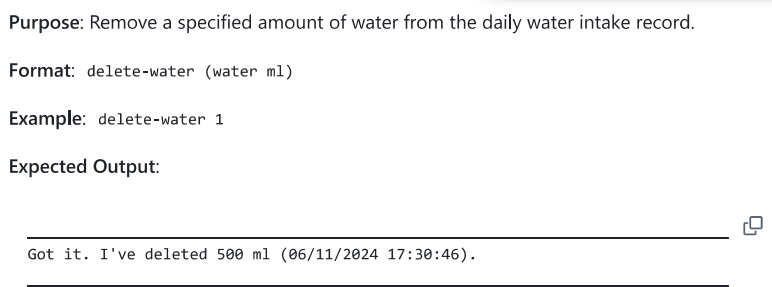 Purpose: Remove a specified amount of water from the daily water intake record.
Format: delete-water (water ml)
Example: delete-water 1
Expected Output:
Got it. I've deleted 500 ml (06/11/2024 17:30:46).